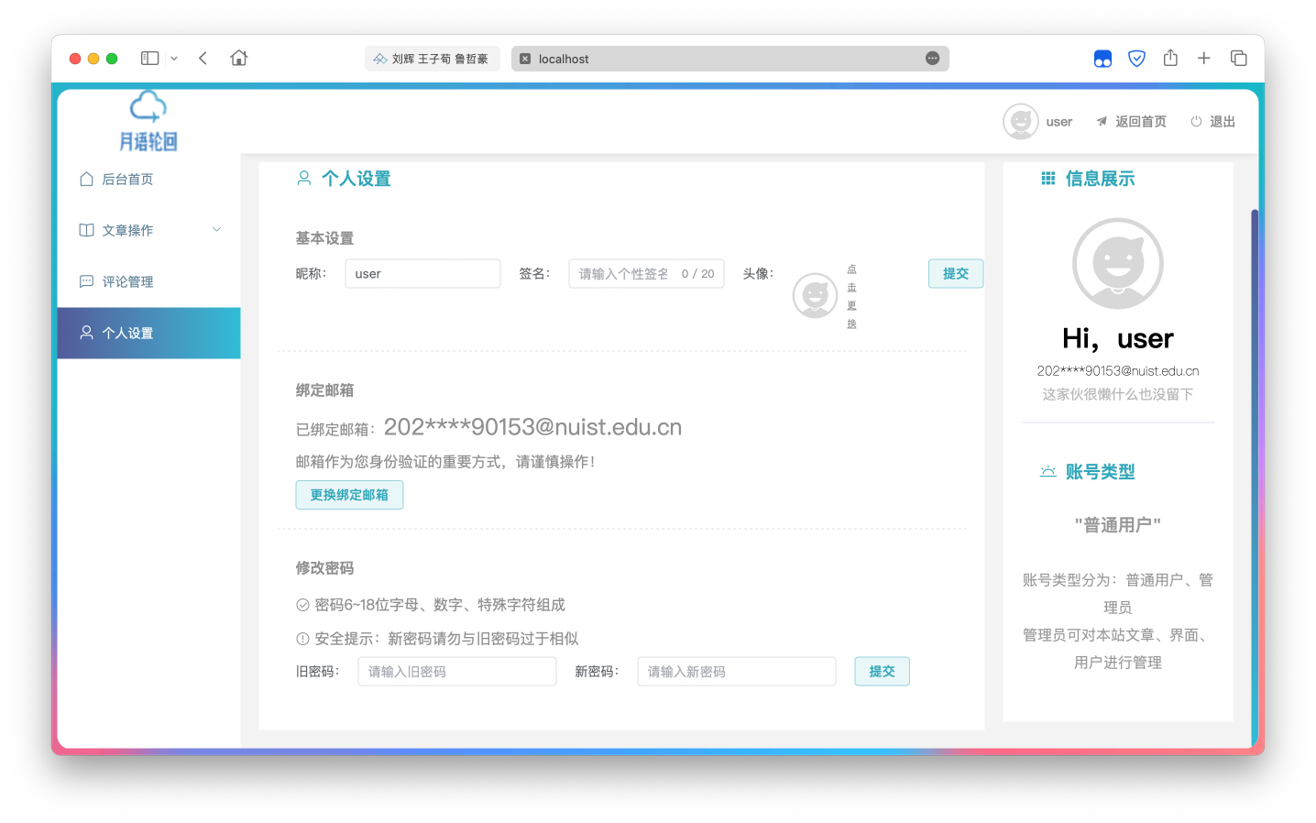 刘辉 王子荀 鲁哲豪
localhost
月语轮回
user
返回首页
退出
后台首页
文章操作
评论管理
个人设置
个人设置
基本设置
昵称：
user
签名：
请输入个性签名
0 / 20
头像：
点
击
更
换
提交
绑定邮箱
已绑定邮箱：202****90153@nuist.edu.cn
邮箱作为您身份验证的重要方式，请谨慎操作！
更换绑定邮箱
修改密码
密码6~18位字母、数字、特殊字符组成
安全提示：新密码请勿与旧密码过于相似
旧密码：
请输入旧密码
新密码：
请输入新密码
提交
信息展示
Hi，user
202****90153@nuist.edu.cn
这家伙很懒什么也没留下
账号类型
"普通用户"
账号类型分为：普通用户、管
理员
管理员可对本站文章、界面、
用户进行管理